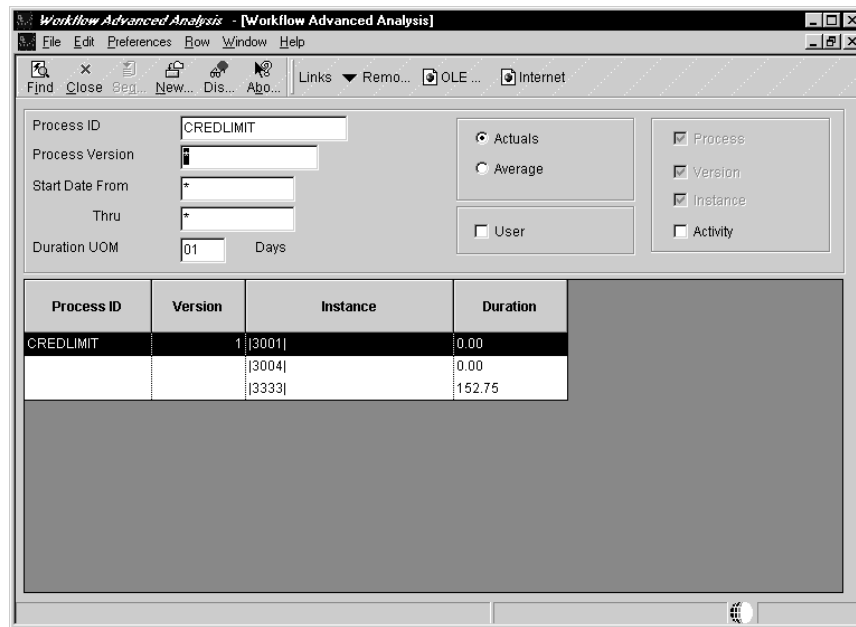 Workflow Advanced Analysis - [Workflow Advanced Analysis]
File Edit Preferences Row Window Help
Find Close Seq... New... Dis... Abo... Links Remo... OLE ... Internet
Process ID CREDLIMIT
Process Version *
Start Date From *
Thru *
Duration UOM 01 Days
Actuals
Average
User
Process
Version
Instance
Activity
Process ID Version Instance Duration
CREDLIMIT 1 |3001| 0.00
|3004| 0.00
|3333| 152.75